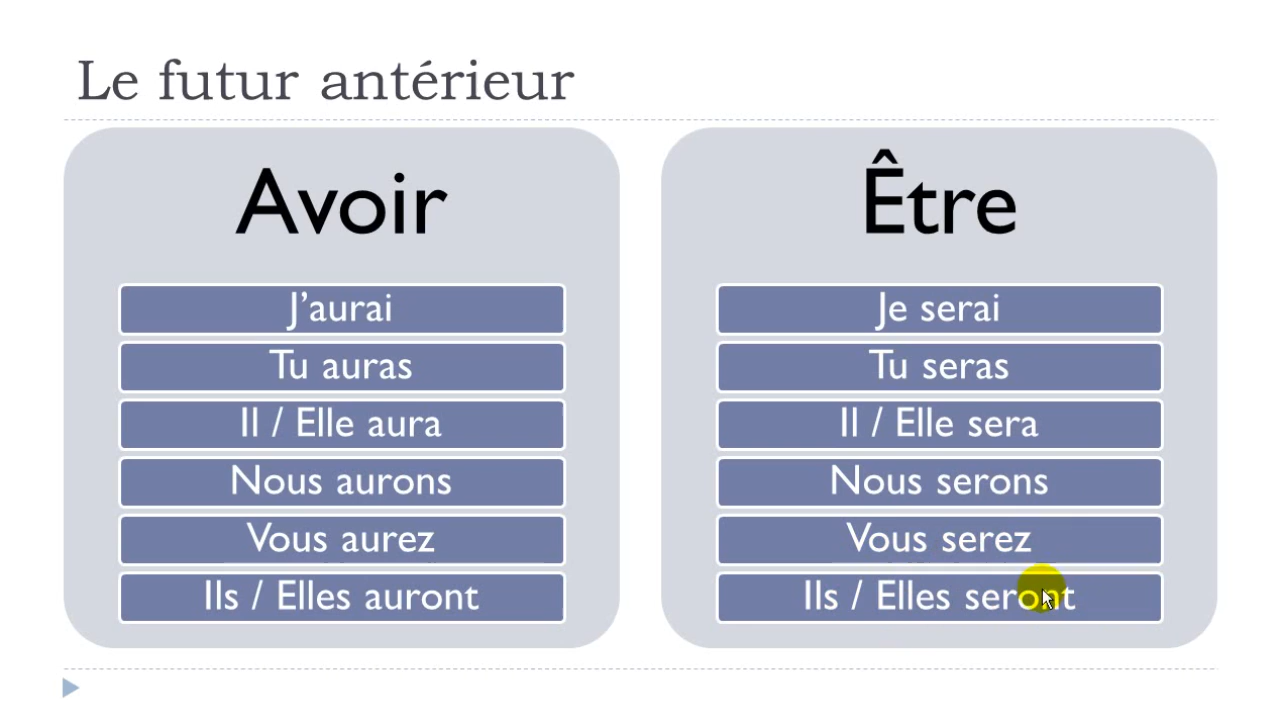 Le futur antérieur
Avoir
J’aurai
Tu auras
Il / Elle aura
Nous aurons
Vous aurez
Ils / Elles auront
Être
Je serai
Tu seras
Il / Elle sera
Nous serons
Vous serez
Ils / Elles seront